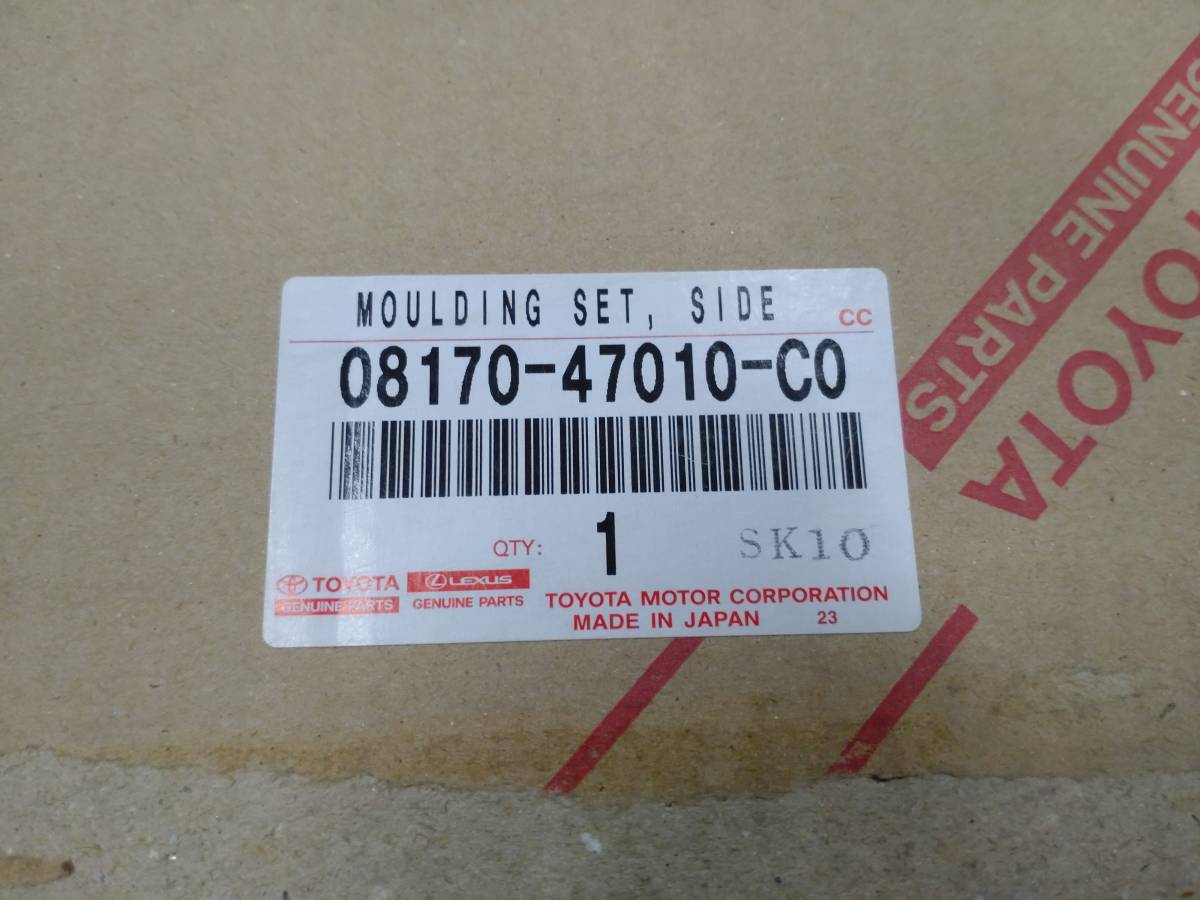 MOULDING SET, SIDE
CC
08170-47010-C0
QTY: 1
SK10
TOYOTA
GENUINE PARTS
LEXUS
GENUINE PARTS
TOYOTA MOTOR CORPORATION
MADE IN JAPAN 23
GENUINE PARTS
TOYOTA